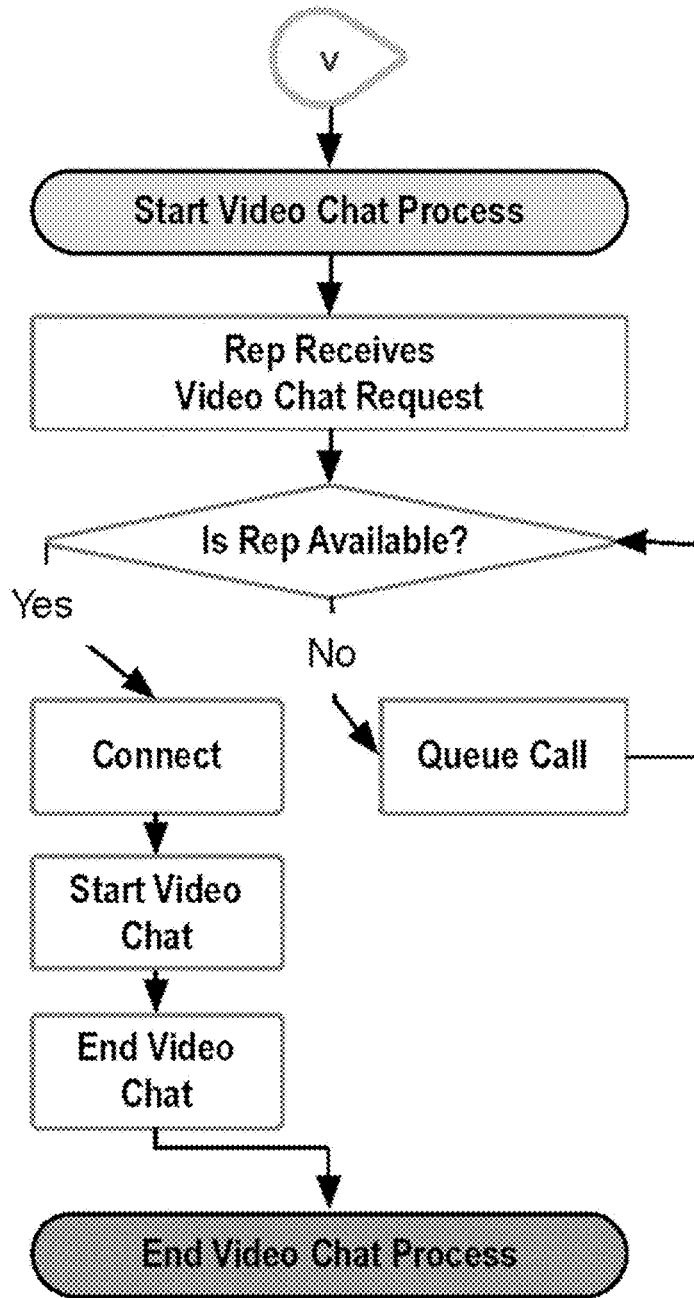 v
Start Video Chat Process
Rep Receives
Video Chat Request
Is Rep Available?
Yes
No
Connect
Queue Call
Start Video
Chat
End Video
Chat
End Video Chat Process